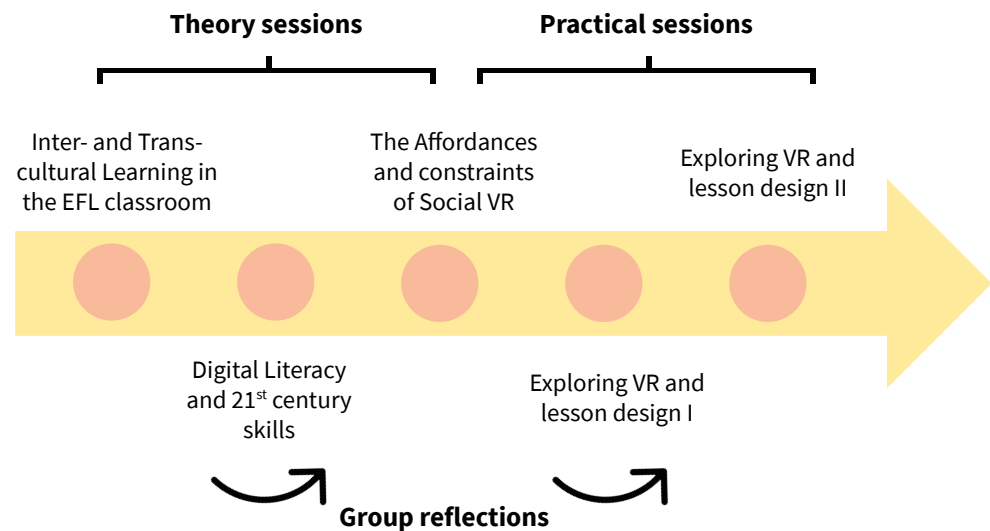 Theory sessions
Practical sessions
Inter- and Trans-
cultural Learning in
the EFL classroom
The Affordances
and constraints
of Social VR
Exploring VR and
lesson design II
Digital Literacy
and 21st century
skills
Exploring VR and
lesson design I
Group reflections